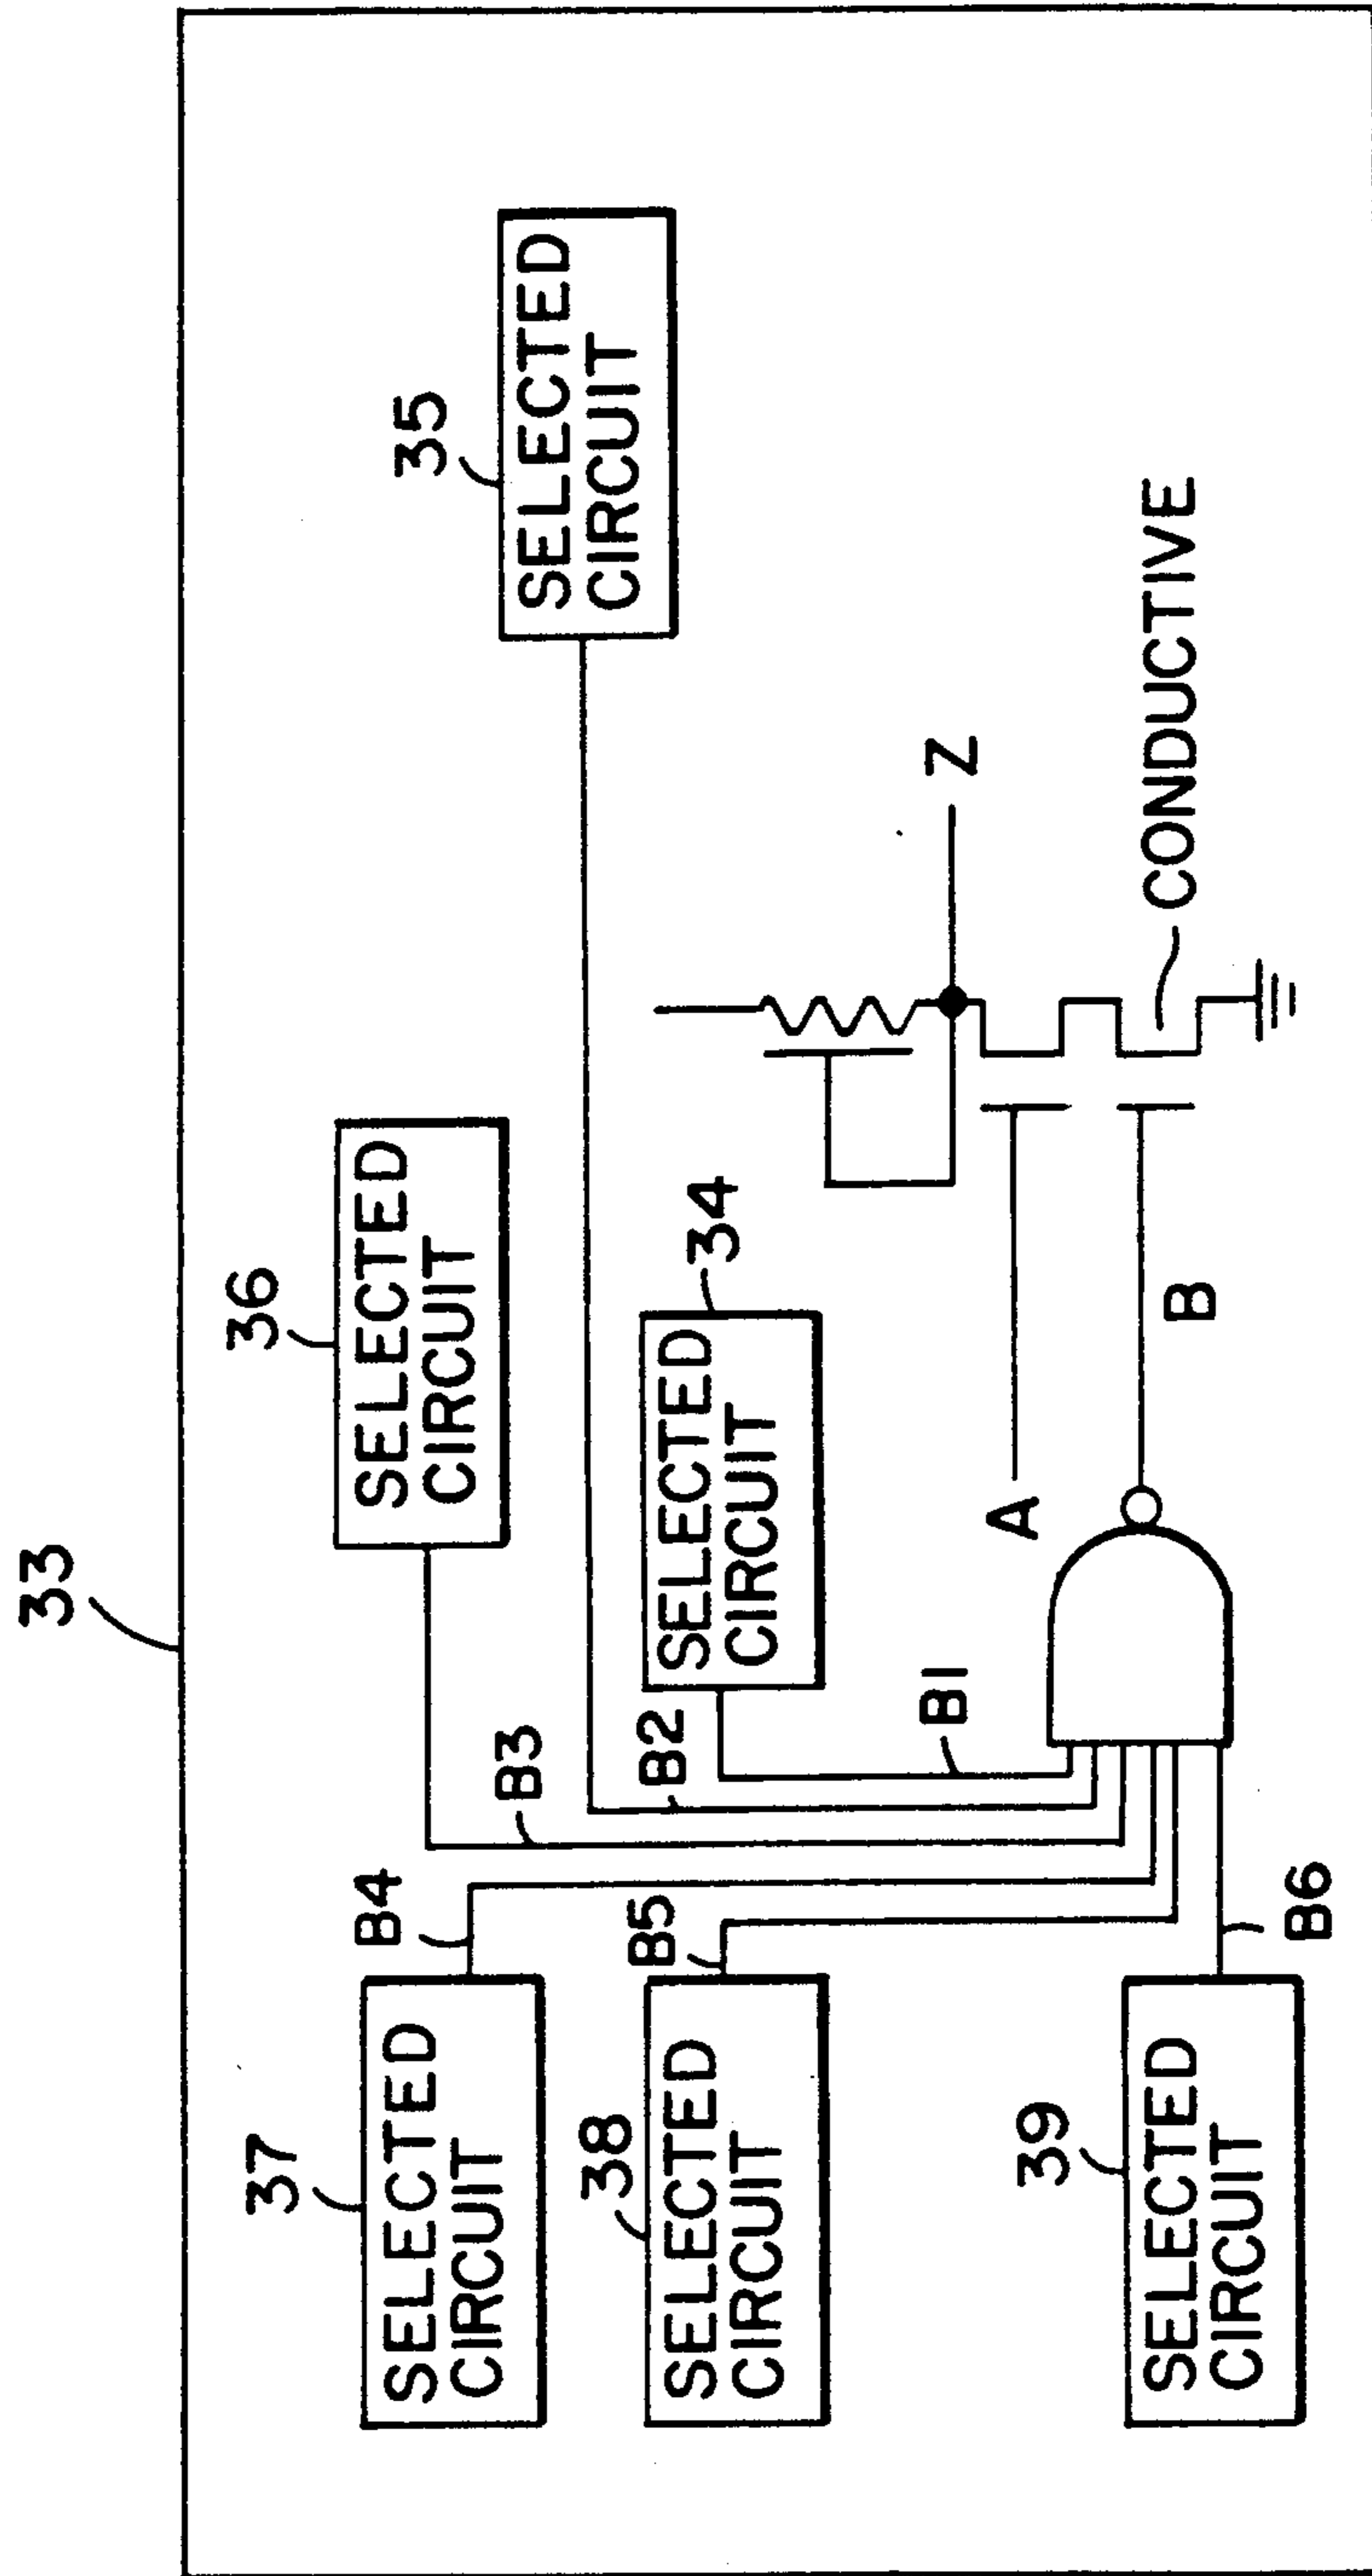 33
36
SELECTED
CIRCUIT
35
SELECTED
CIRCUIT
37
SELECTED
CIRCUIT
B4
B3
38
SELECTED
CIRCUIT
B5
B2
34
SELECTED
CIRCUIT
B1
Z
A
B
CONDUCTIVE
39
SELECTED
CIRCUIT
B6